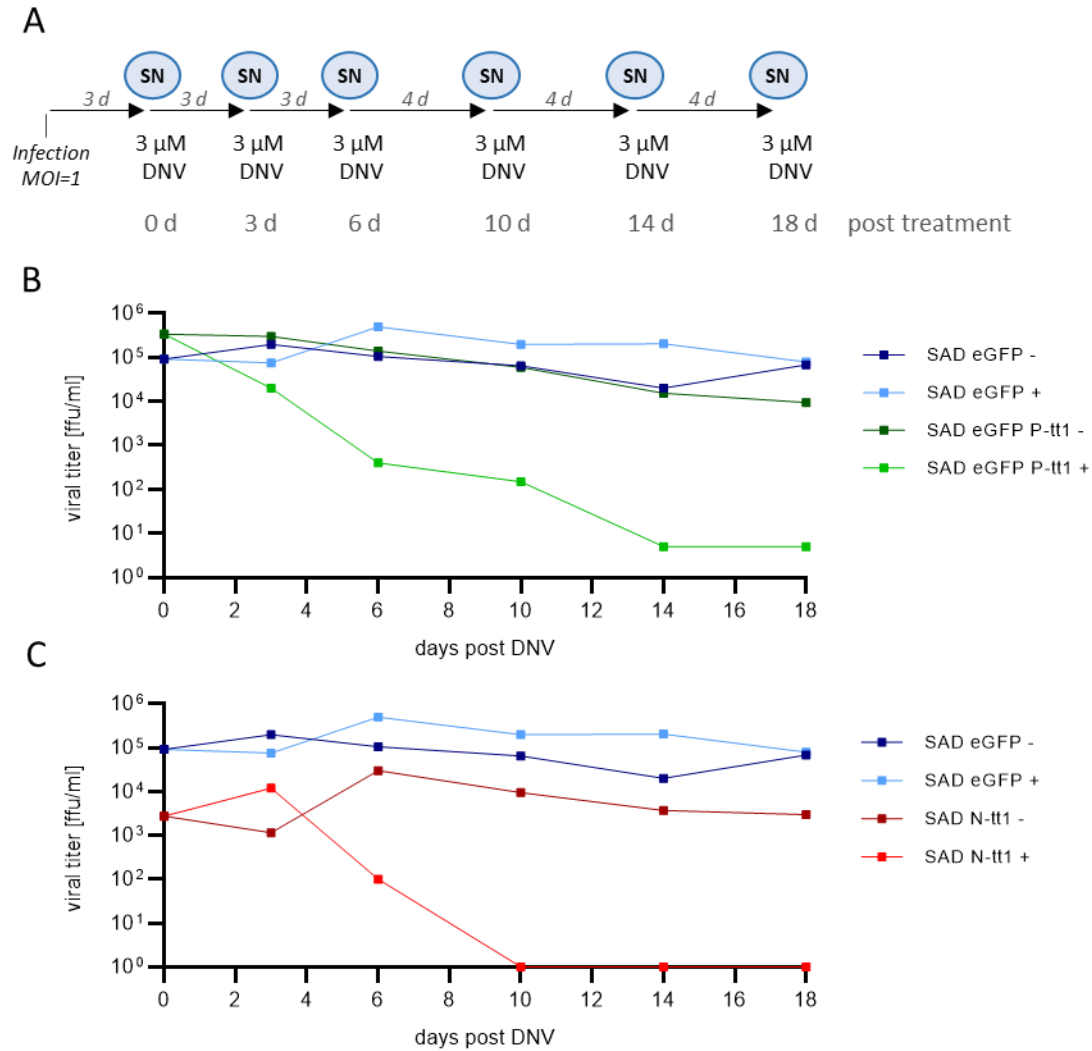 A
SN SN SN SN SN SN
3 d 3 d 3 d 4 d 4 d 4 d
Infection
MOI=1
3 µM 3 µM 3 µM 3 µM 3 µM 3 µM
DNV DNV DNV DNV DNV DNV
0 d 3 d 6 d 10 d 14 d 18 d post treatment
B
viral titer [ffu/ml]
10⁶
10⁵
10⁴
10³
10²
10¹
10⁰
0 2 4 6 8 10 12 14 16 18
days post DNV
SAD eGFP -
SAD eGFP +
SAD eGFP P-tt1 -
SAD eGFP P-tt1 +
C
viral titer [ffu/ml]
10⁶
10⁵
10⁴
10³
10²
10¹
10⁰
0 2 4 6 8 10 12 14 16 18
days post DNV
SAD eGFP -
SAD eGFP +
SAD N-tt1 -
SAD N-tt1 +